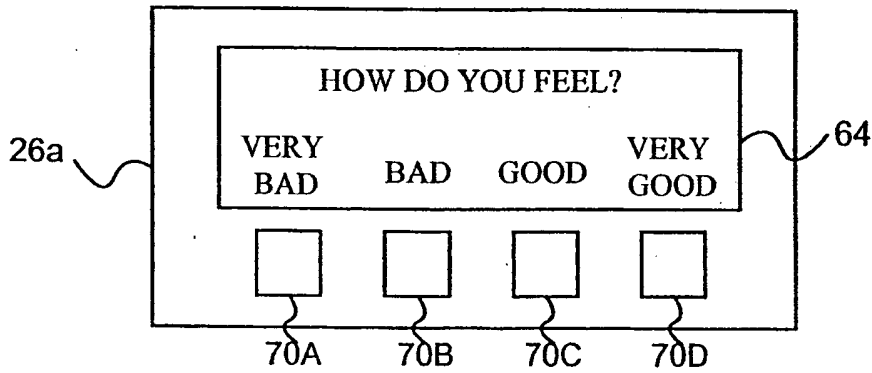 HOW DO YOU FEEL?
26a
64
VERY BAD
BAD
GOOD
VERY GOOD
70A 70B 70C 70D